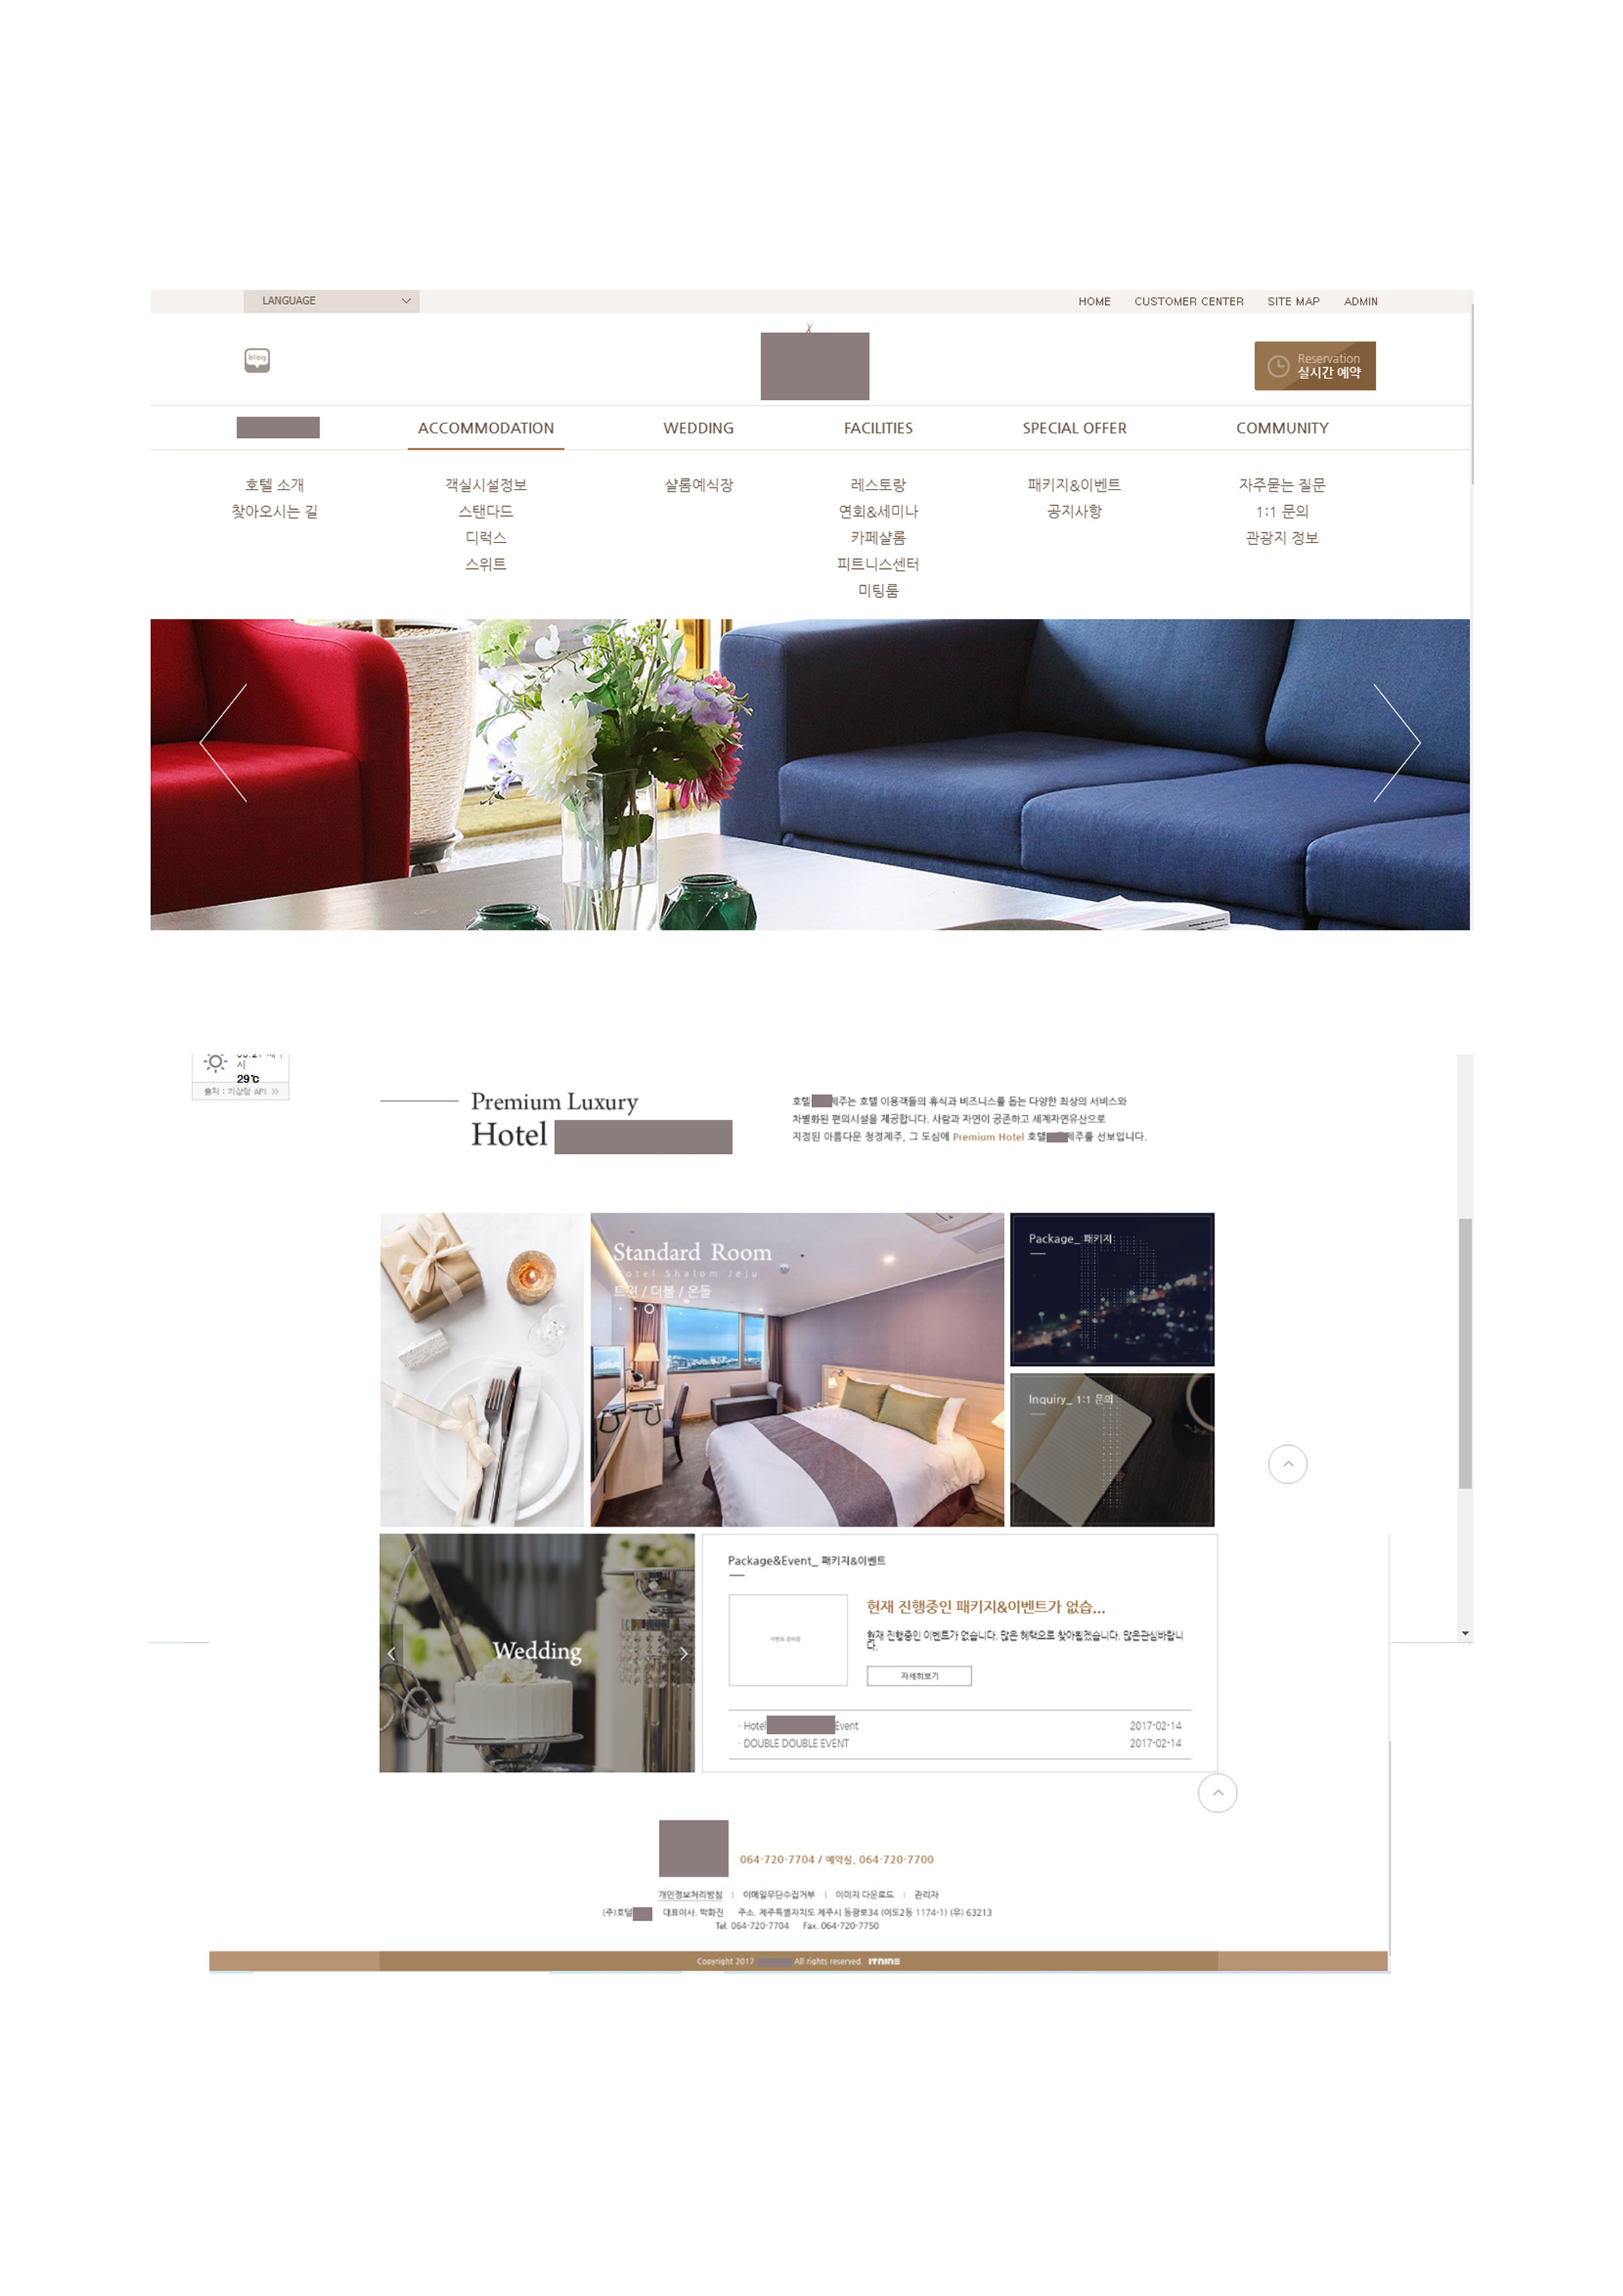 LANGUAGE
HOME CUSTOMER CENTER SITE MAP ADMIN
blog
Reservation
실시간 예약
ACCOMMODATION WEDDING FACILITIES SPECIAL OFFER COMMUNITY
호텔 소개 객실시설정보 샬롬예식장 레스토랑 패키지&이벤트 자주묻는 질문
찾아오시는 길 스탠다드 연회&세미나 공지사항 1:1 문의
디럭스 카페샬롬 관광지 정보
스위트 피트니스센터
미팅룸
시
29℃
출처 : 기상청 API
Premium Luxury
Hotel
호텔 제주는 호텔 이용객들의 휴식과 비즈니스를 돕는 다양한 최상의 서비스와
차별화된 편의시설을 제공합니다. 사람과 자연이 공존하고 세계자연유산으로
지정된 아름다운 청경제주, 그 도심에 Premium Hotel 호텔 제주를 선보입니다.
Standard Room
Hotel Shalom Jeju
트윈 / 더블 / 온돌
Package_ 패키지
Inquiry_ 1:1 문의
Wedding
Package&Event_ 패키지&이벤트
현재 진행중인 패키지&이벤트가 없습...
현재 진행중인 이벤트가 없습니다. 많은 혜택으로 찾아뵙겠습니다. 많은관심바랍니
다.
자세히보기
· Hotel Event 2017-02-14
· DOUBLE DOUBLE EVENT 2017-02-14
064-720-7704 / 예약실. 064-720-7700
개인정보처리방침 | 이메일무단수집거부 | 이미지 다운로드 | 관리자
(주)호텔 대표이사. 박화진 주소. 제주특별자치도 제주시 동광로34 (이도2동 1174-1) (우) 63213
Tel. 064-720-7704 Fax. 064-720-7750
Copyright 2017 All rights reserved. ITNINE